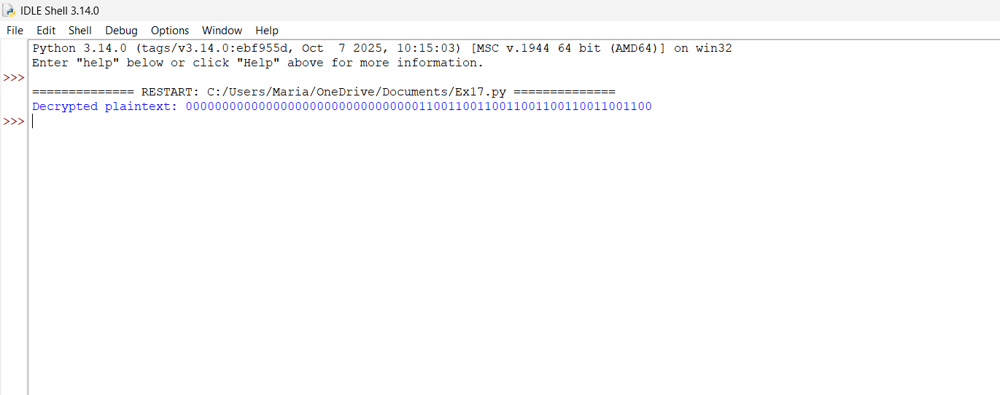 IDLE Shell 3.14.0
File Edit Shell Debug Options Window Help
Python 3.14.0 (tags/v3.14.0:ebf955d, Oct  7 2025, 10:15:03) [MSC v.1944 64 bit (AMD64)] on win32
Enter "help" below or click "Help" above for more information.
>>>
============== RESTART: C:/Users/Maria/OneDrive/Documents/Ex17.py ==============
Decrypted plaintext: 0000000000000000000000000000000011001100110011001100110011001100
>>>